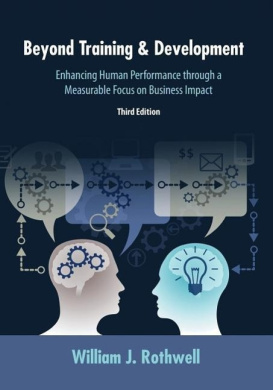 Beyond Training & Development
Enhancing Human Performance through a
Measurable Focus on Business Impact
Third Edition
$$
William J. Rothwell